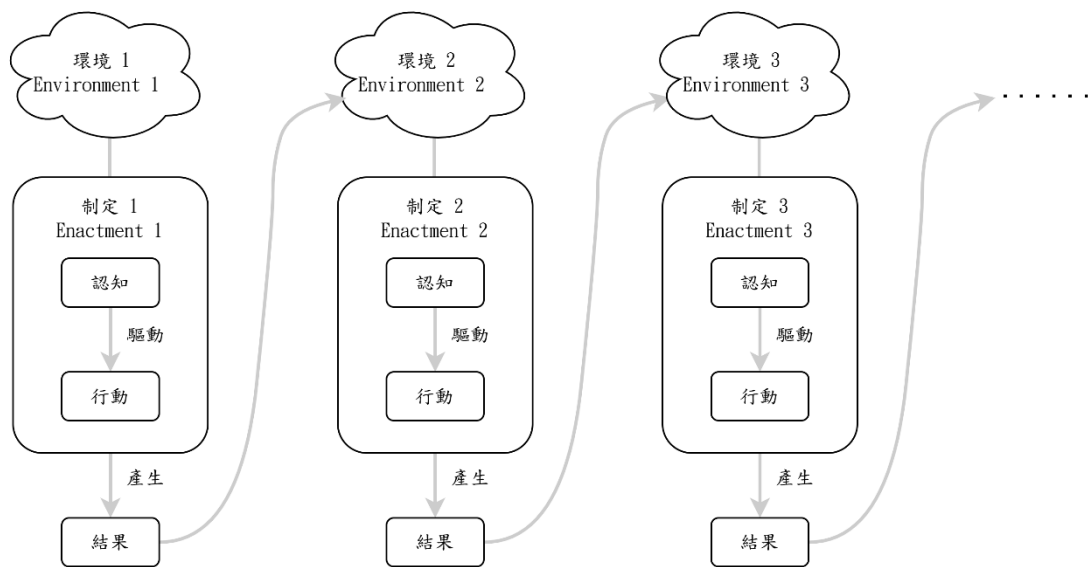 環境 1
Environment 1
制定 1
Enactment 1
認知
驅動
行動
產生
結果
環境 2
Environment 2
制定 2
Enactment 2
認知
驅動
行動
產生
結果
環境 3
Environment 3
制定 3
Enactment 3
認知
驅動
行動
產生
結果
......